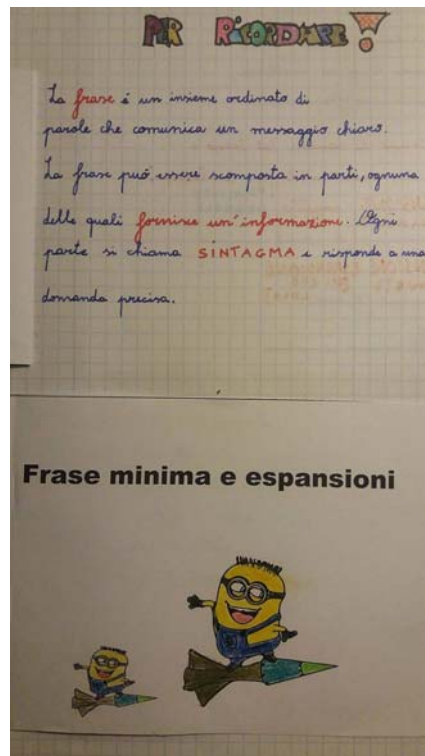 PER RICORDARE!
La frase è un insieme ordinato di
parole che comunica un messaggio chiaro.
La frase può essere scomposta in parti, ognuna
delle quali fornisce un'informazione. Ogni
parte si chiama SINTAGMA e risponde a una
domanda precisa.
Frase minima e espansioni